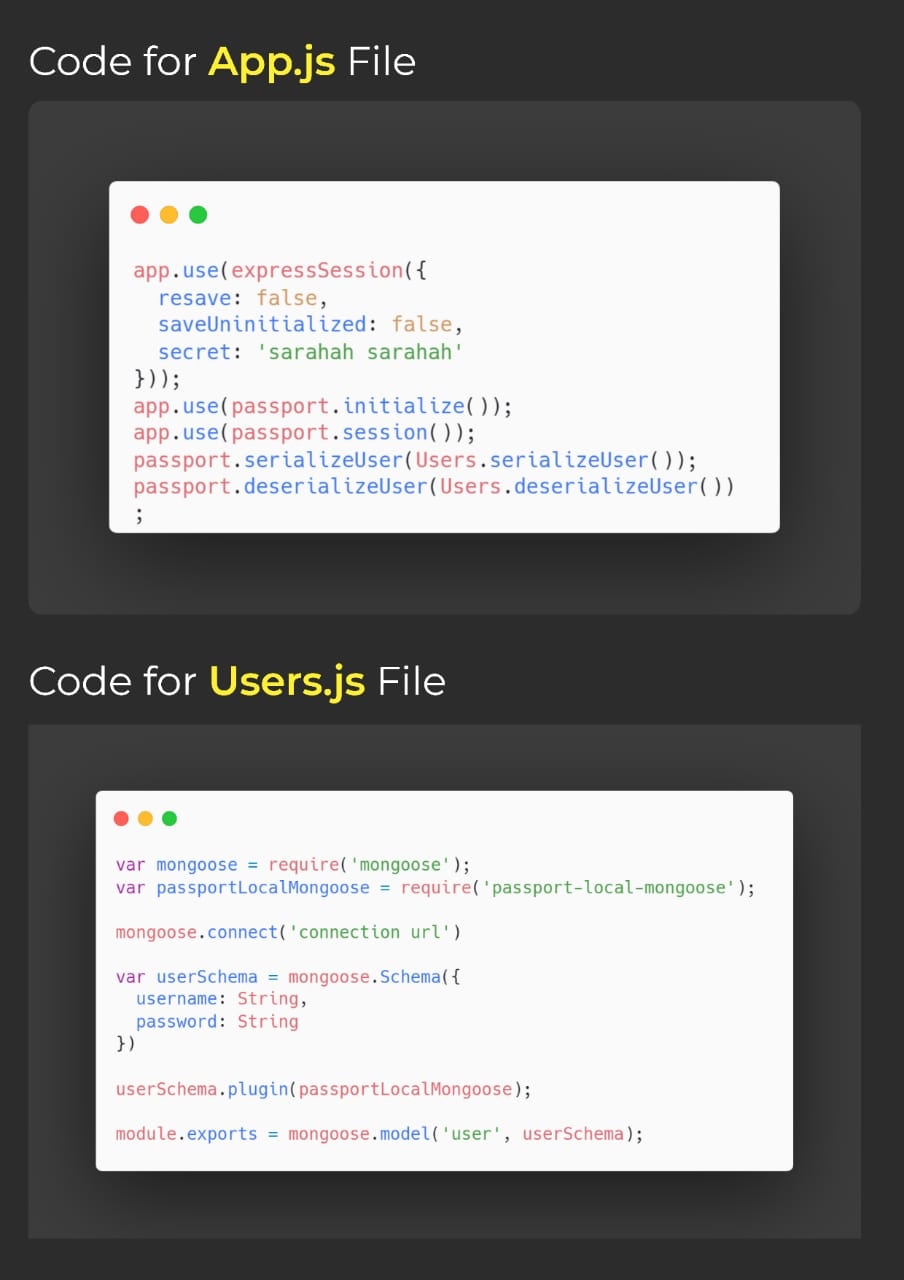 Code for App.js File
app.use(expressSession({
  resave: false,
  saveUninitialized: false,
  secret: 'sarahah sarahah'
}));
app.use(passport.initialize());
app.use(passport.session());
passport.serializeUser(Users.serializeUser());
passport.deserializeUser(Users.deserializeUser())
;
Code for Users.js File
var mongoose = require('mongoose');
var passportLocalMongoose = require('passport-local-mongoose');
mongoose.connect('connection url')
var userSchema = mongoose.Schema({
  username: String,
  password: String
})
userSchema.plugin(passportLocalMongoose);
module.exports = mongoose.model('user', userSchema);